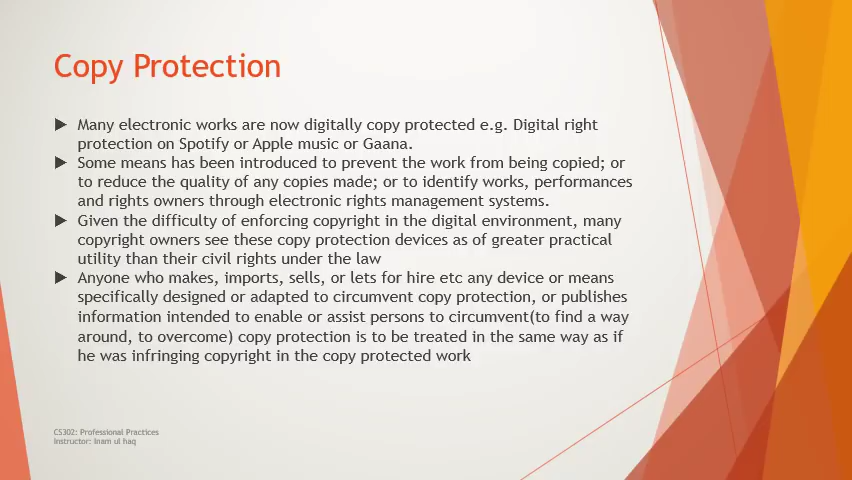 Copy Protection
Many electronic works are now digitally copy protected e.g. Digital right
protection on Spotify or Apple music or Gaana.
Some means has been introduced to prevent the work from being copied; or
to reduce the quality of any copies made; or to identify works, performances
and rights owners through electronic rights management systems.
Given the difficulty of enforcing copyright in the digital environment, many
copyright owners see these copy protection devices as of greater practical
utility than their civil rights under the law
Anyone who makes, imports, sells, or lets for hire etc any device or means
specifically designed or adapted to circumvent copy protection, or publishes
information intended to enable or assist persons to circumvent(to find a way
around, to overcome) copy protection is to be treated in the same way as if
he was infringing copyright in the copy protected work
CS302: Professional Practices
Instructor: Inam ul haq